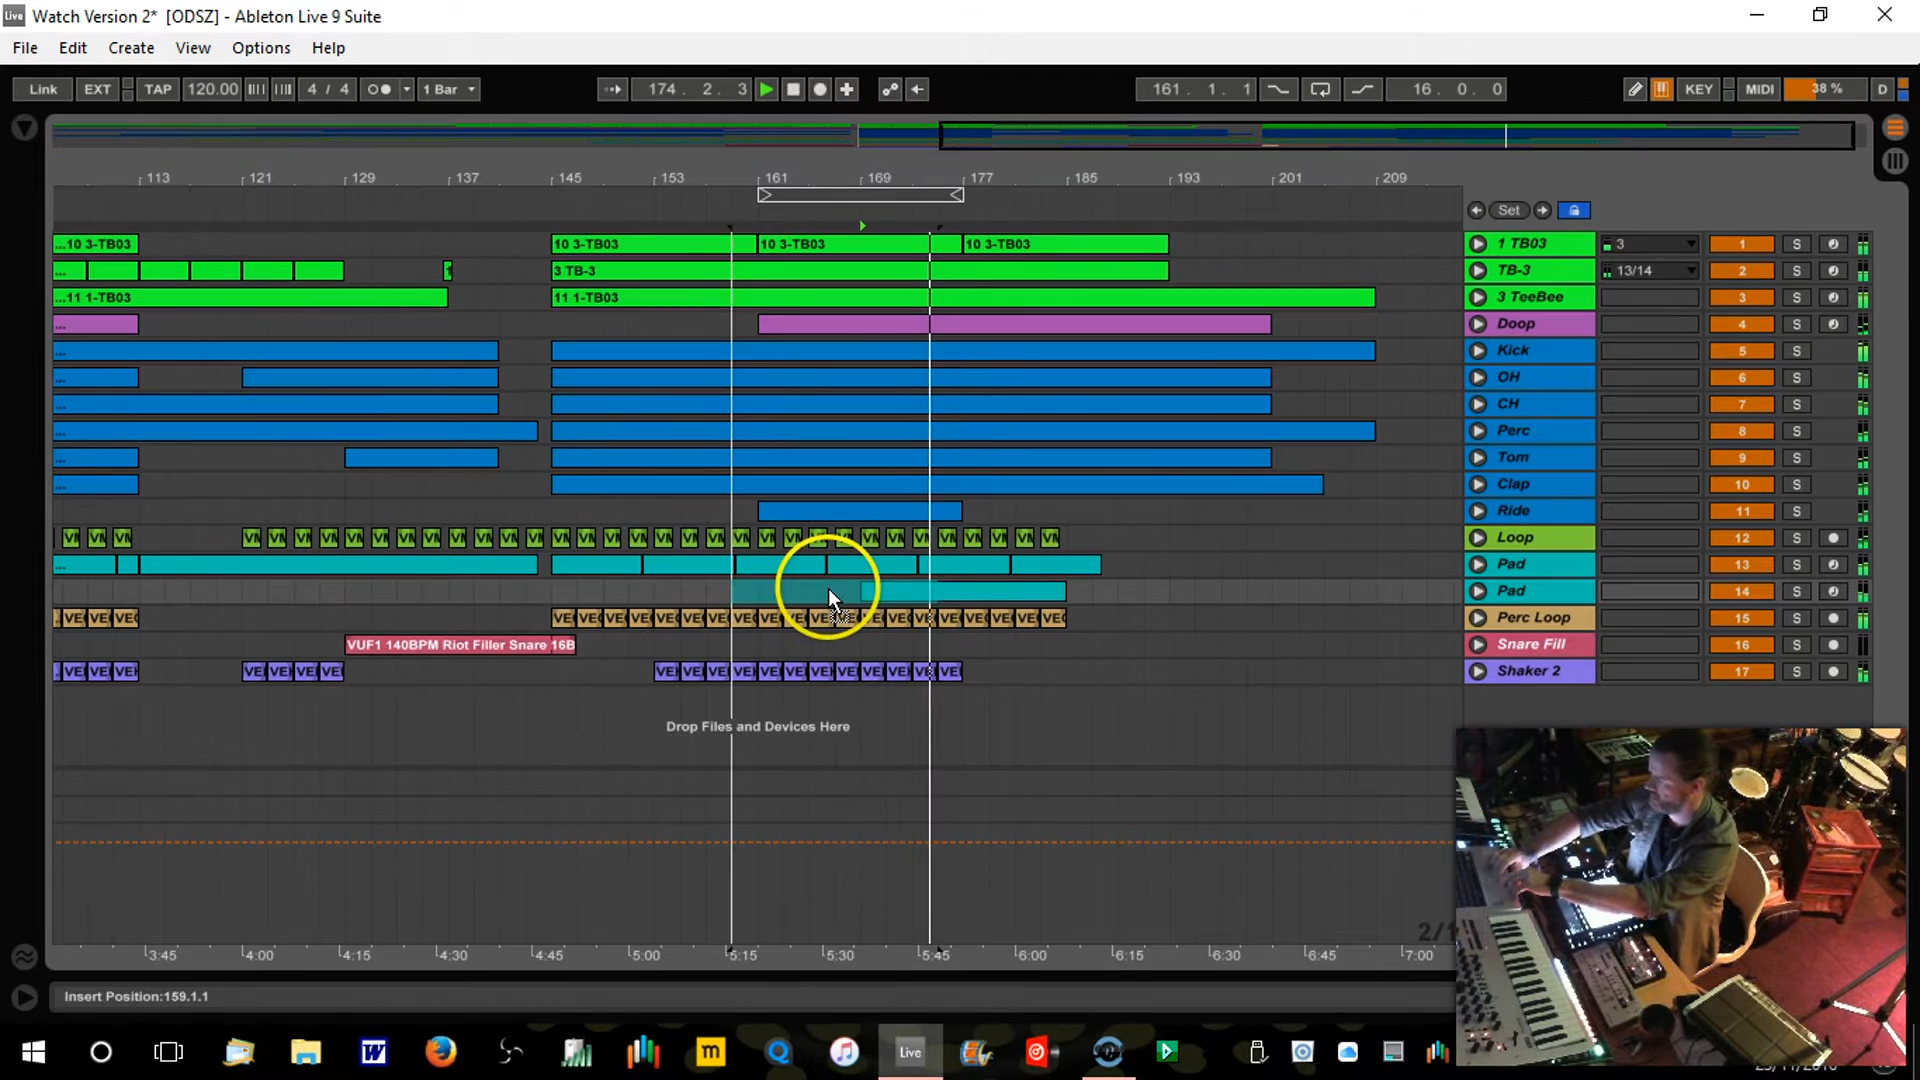 Live Watch Version 2* [ODSZ] - Ableton Live 9 Suite
File Edit Create View Options Help
Link EXT TAP 120.00 4 / 4 1 Bar 174. 2. 3 161. 1. 1 16. 0. 0 KEY MIDI 38 % D
113 121 129 137 145 153 161 169 177 185 193 201 209
Set
...10 3-TB03 10 3-TB03 10 3-TB03 10 3-TB03 1 TB03 3 1 S
... 3 TB-3 TB-3 13/14 2 S
...11 1-TB03 11 1-TB03 3 TeeBee 3 S
... Doop 4 S
... Kick 5 S
... OH 6 S
... CH 7 S
... Perc 8 S
... Tom 9 S
... Clap 10 S
Ride 11 S
Loop 12 S
... Pad 13 S
Pad 14 S
Perc Loop 15 S
VUF1 140BPM Riot Filler Snare 16B Snare Fill 16 S
Shaker 2 17 S
Drop Files and Devices Here
2/1
3:45 4:00 4:15 4:30 4:45 5:00 5:15 5:30 5:45 6:00 6:15 6:30 6:45 7:00
Insert Position:159.1.1
W m Live